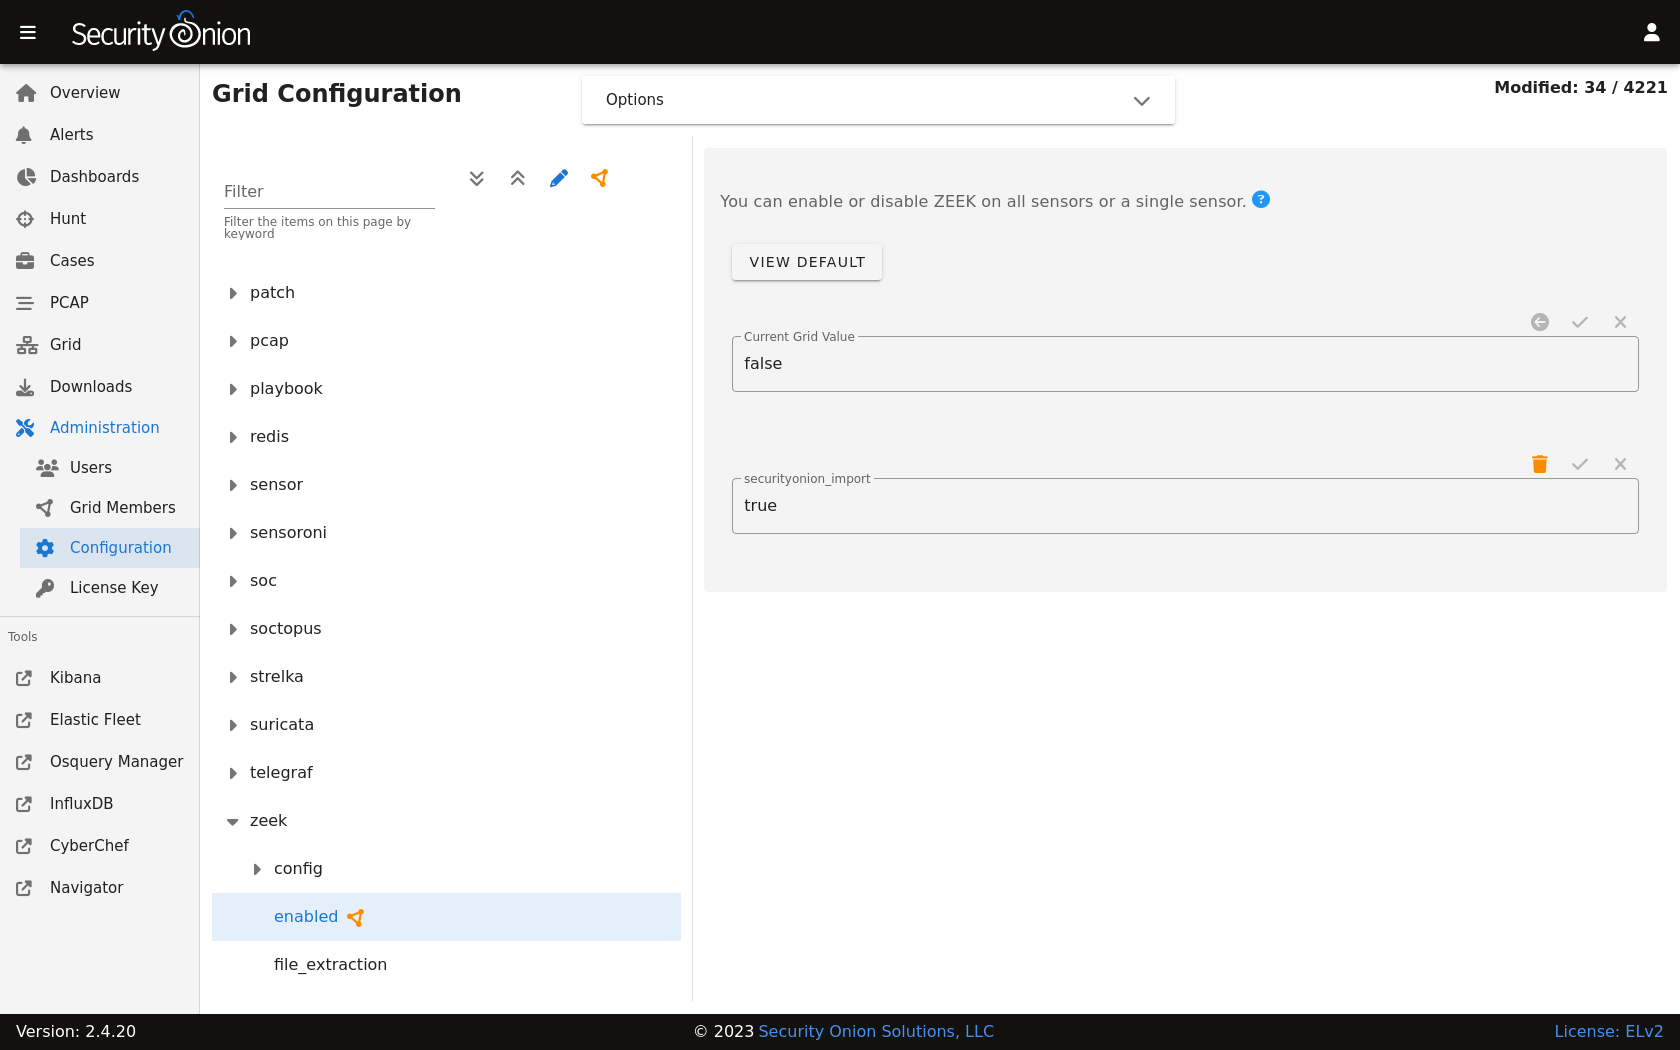 Security Onion
Overview
Alerts
Dashboards
Hunt
Cases
PCAP
Grid
Downloads
Administration
Users
Grid Members
Configuration
License Key
Tools
Kibana
Elastic Fleet
Osquery Manager
InfluxDB
CyberChef
Navigator
Grid Configuration
Options
Modified: 34 / 4221
Filter
Filter the items on this page by
keyword
patch
pcap
playbook
redis
sensor
sensoroni
soc
soctopus
strelka
suricata
telegraf
zeek
config
enabled
file_extraction
You can enable or disable ZEEK on all sensors or a single sensor. ?
VIEW DEFAULT
Current Grid Value
false
securityonion_import
true
Version: 2.4.20
© 2023 Security Onion Solutions, LLC
License: ELv2